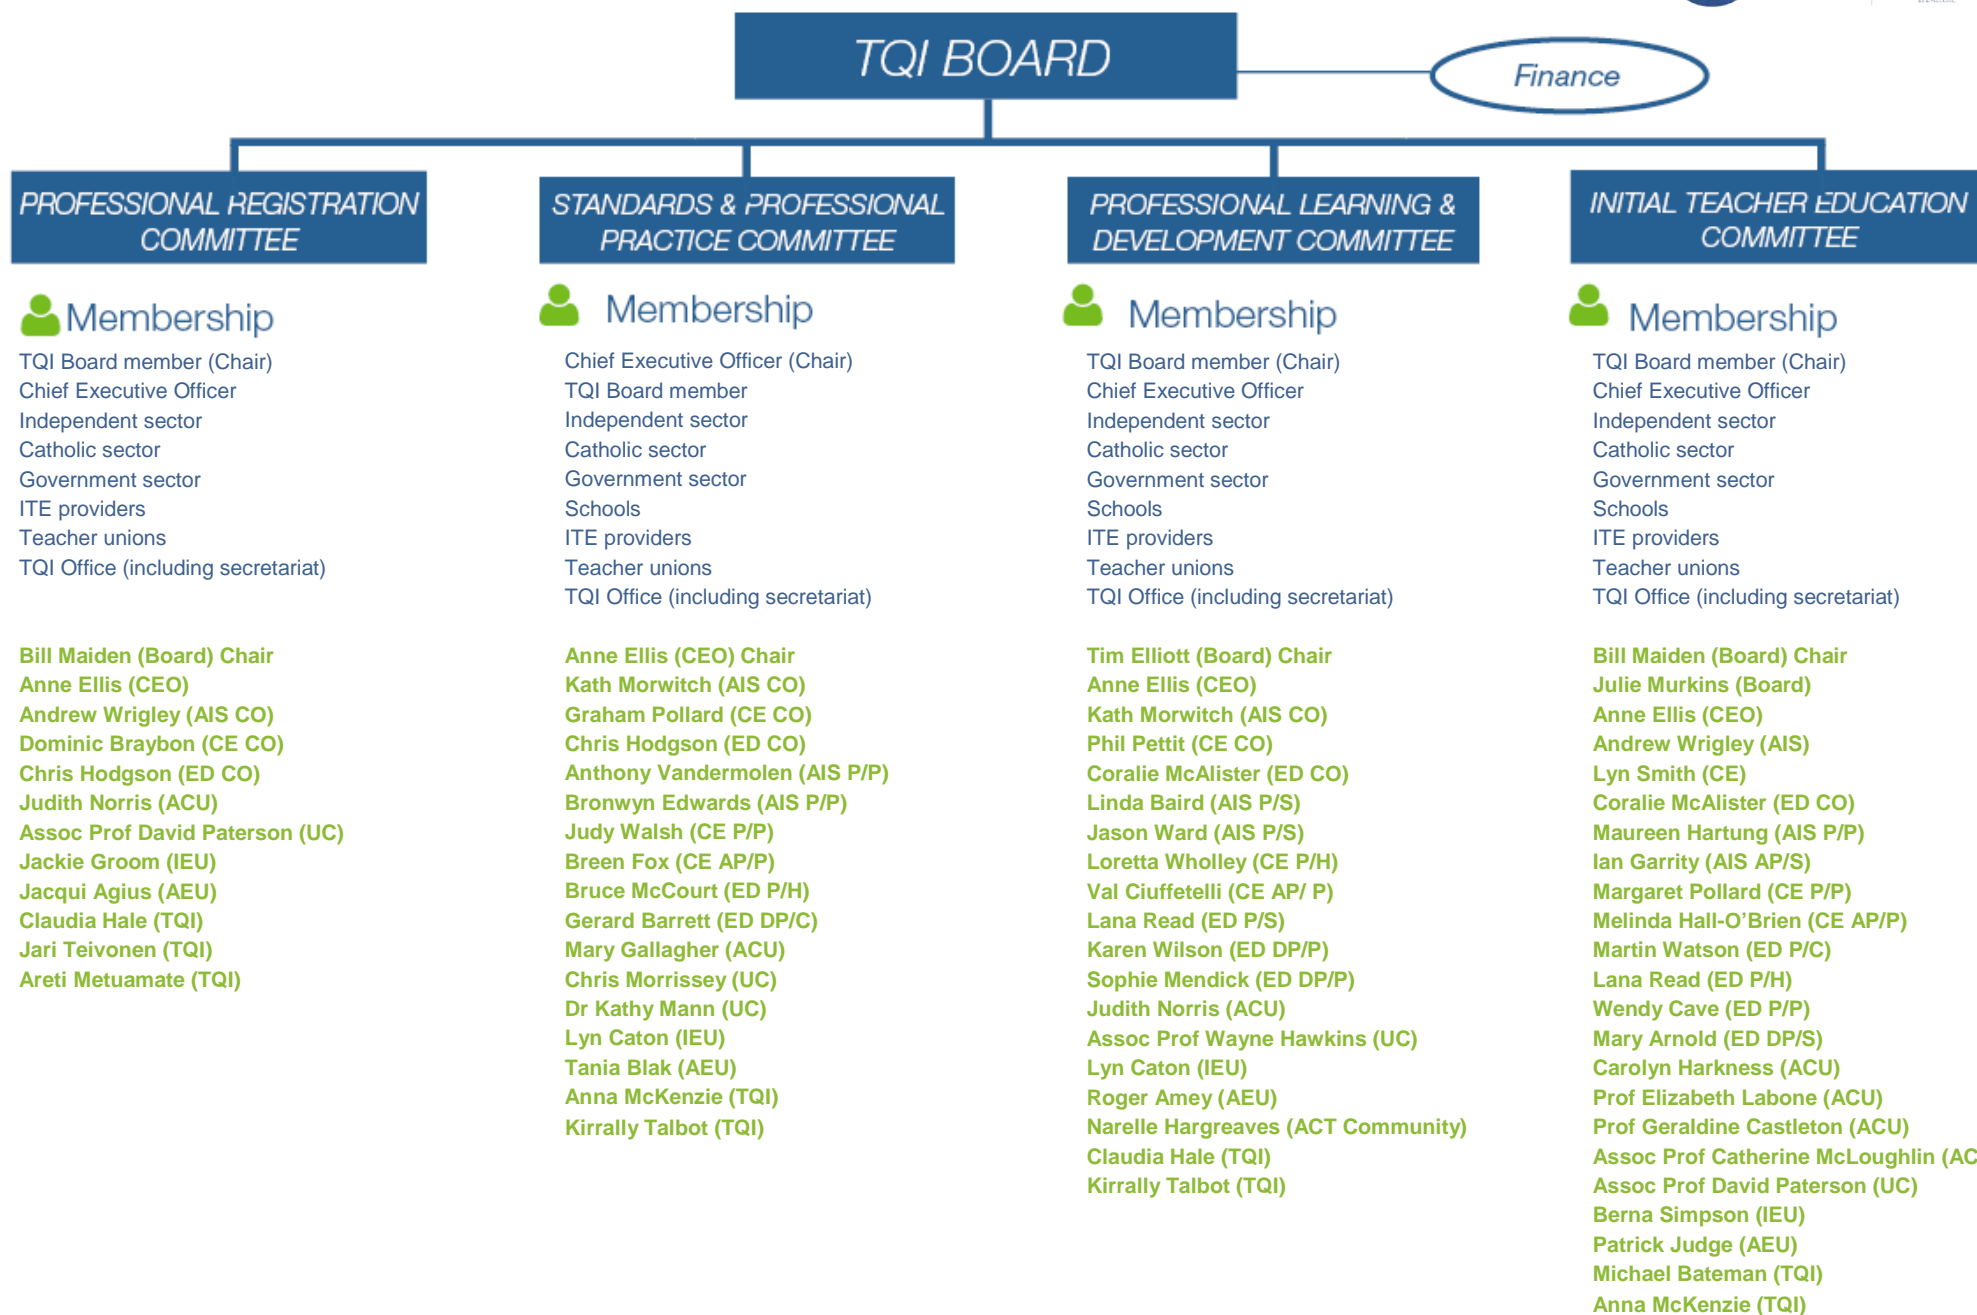 TQI BOARD
Finance
PROFESSIONAL REGISTRATION
COMMITTEE
Membership
TQI Board member (Chair)
Chief Executive Officer
Independent sector
Catholic sector
Government sector
ITE providers
Teacher unions
TQI Office (including secretariat)
Bill Maiden (Board) Chair
Anne Ellis (CEO)
Andrew Wrigley (AIS CO)
Dominic Braybon (CE CO)
Chris Hodgson (ED CO)
Judith Norris (ACU)
Assoc Prof David Paterson (UC)
Jackie Groom (IEU)
Jacqui Agius (AEU)
Claudia Hale (TQI)
Jari Teivonen (TQI)
Areti Metuamate (TQI)
STANDARDS & PROFESSIONAL
PRACTICE COMMITTEE
Membership
Chief Executive Officer (Chair)
TQI Board member
Independent sector
Catholic sector
Government sector
Schools
ITE providers
Teacher unions
TQI Office (including secretariat)
Anne Ellis (CEO) Chair
Kath Morwitch (AIS CO)
Graham Pollard (CE CO)
Chris Hodgson (ED CO)
Anthony Vandermolen (AIS P/P)
Bronwyn Edwards (AIS P/P)
Judy Walsh (CE P/P)
Breen Fox (CE AP/P)
Bruce McCourt (ED P/H)
Gerard Barrett (ED DP/C)
Mary Gallagher (ACU)
Chris Morrissey (UC)
Dr Kathy Mann (UC)
Lyn Caton (IEU)
Tania Blak (AEU)
Anna McKenzie (TQI)
Kirrally Talbot (TQI)
PROFESSIONAL LEARNING &
DEVELOPMENT COMMITTEE
Membership
TQI Board member (Chair)
Chief Executive Officer
Independent sector
Catholic sector
Government sector
Schools
ITE providers
Teacher unions
TQI Office (including secretariat)
Tim Elliott (Board) Chair
Anne Ellis (CEO)
Kath Morwitch (AIS CO)
Phil Pettit (CE CO)
Coralie McAlister (ED CO)
Linda Baird (AIS P/S)
Jason Ward (AIS P/S)
Loretta Wholley (CE P/H)
Val Ciuffetelli (CE AP/ P)
Lana Read (ED P/S)
Karen Wilson (ED DP/P)
Sophie Mendick (ED DP/P)
Judith Norris (ACU)
Assoc Prof Wayne Hawkins (UC)
Lyn Caton (IEU)
Roger Amey (AEU)
Narelle Hargreaves (ACT Community)
Claudia Hale (TQI)
Kirrally Talbot (TQI)
INITIAL TEACHER EDUCATION
COMMITTEE
Membership
TQI Board member (Chair)
Chief Executive Officer
Independent sector
Catholic sector
Government sector
Schools
ITE providers
Teacher unions
TQI Office (including secretariat)
Bill Maiden (Board) Chair
Julie Murkins (Board)
Anne Ellis (CEO)
Andrew Wrigley (AIS)
Lyn Smith (CE)
Coralie McAlister (ED CO)
Maureen Hartung (AIS P/P)
Ian Garrity (AIS AP/S)
Margaret Pollard (CE P/P)
Melinda Hall-O’Brien (CE AP/P)
Martin Watson (ED P/C)
Lana Read (ED P/H)
Wendy Cave (ED P/P)
Mary Arnold (ED DP/S)
Carolyn Harkness (ACU)
Prof Elizabeth Labone (ACU)
Prof Geraldine Castleton (ACU)
Assoc Prof Catherine McLoughlin (AC
Assoc Prof David Paterson (UC)
Berna Simpson (IEU)
Patrick Judge (AEU)
Michael Bateman (TQI)
Anna McKenzie (TQI)